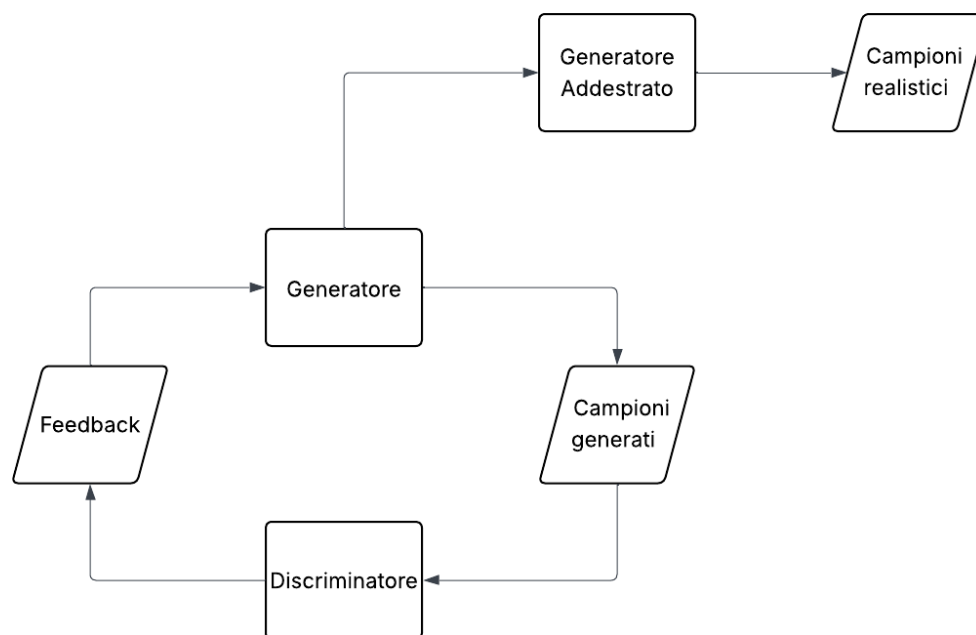 Generatore
Addestrato
Campioni
realistici
Generatore
Feedback
Campioni
generati
Discriminatore